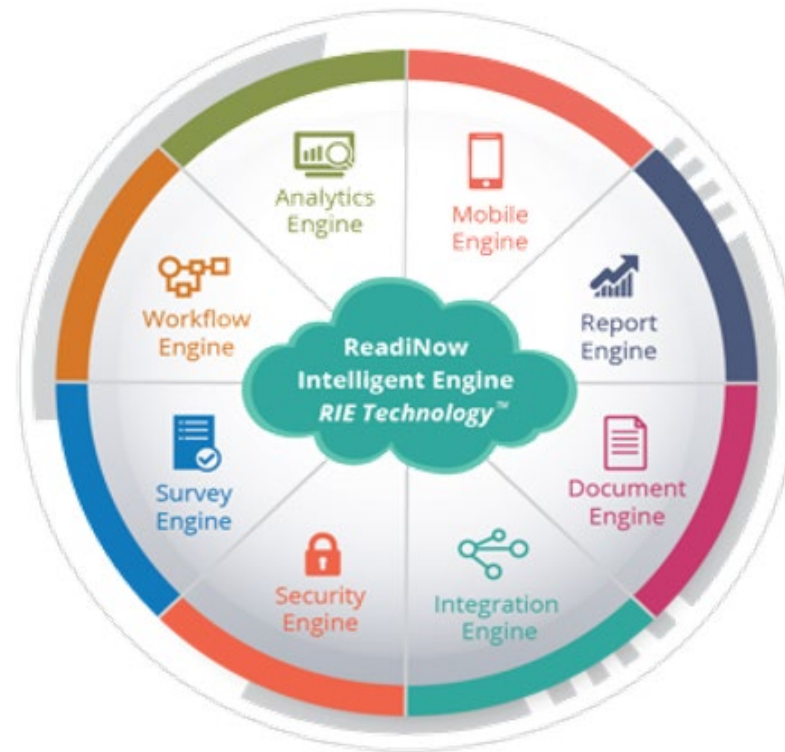 Analytics
Engine
Mobile
Engine
Workflow
Engine
Report
Engine
ReadiNow
Intelligent Engine
RIE Technology™
Survey
Engine
Document
Engine
Security
Engine
Integration
Engine